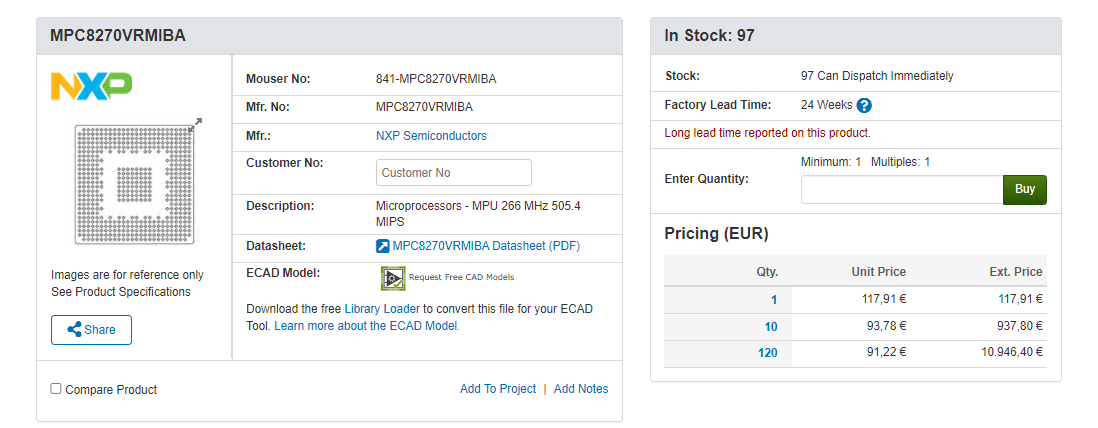 MPC8270VRMIBA
NXP
Images are for reference only
See Product Specifications
Share
Mouser No: 841-MPC8270VRMIBA
Mfr. No: MPC8270VRMIBA
Mfr.: NXP Semiconductors
Customer No: Customer No
Description: Microprocessors - MPU 266 MHz 505.4
MIPS
Datasheet: MPC8270VRMIBA Datasheet (PDF)
ECAD Model: Request Free CAD Models
Download the free Library Loader to convert this file for your ECAD
Tool. Learn more about the ECAD Model.
Compare Product
Add To Project | Add Notes
In Stock: 97
Stock: 97 Can Dispatch Immediately
Factory Lead Time: 24 Weeks ?
Long lead time reported on this product.
Minimum: 1 Multiples: 1
Enter Quantity: Buy
Pricing (EUR)
Qty. Unit Price Ext. Price
1 117,91 € 117,91 €
10 93,78 € 937,80 €
120 91,22 € 10.946,40 €